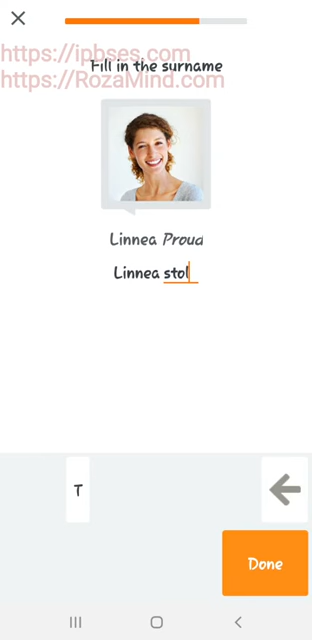 https://ipbses.com
https://RozaMind.com
Fill in the surname
Linnea Proud
Linnea stol
T
Done